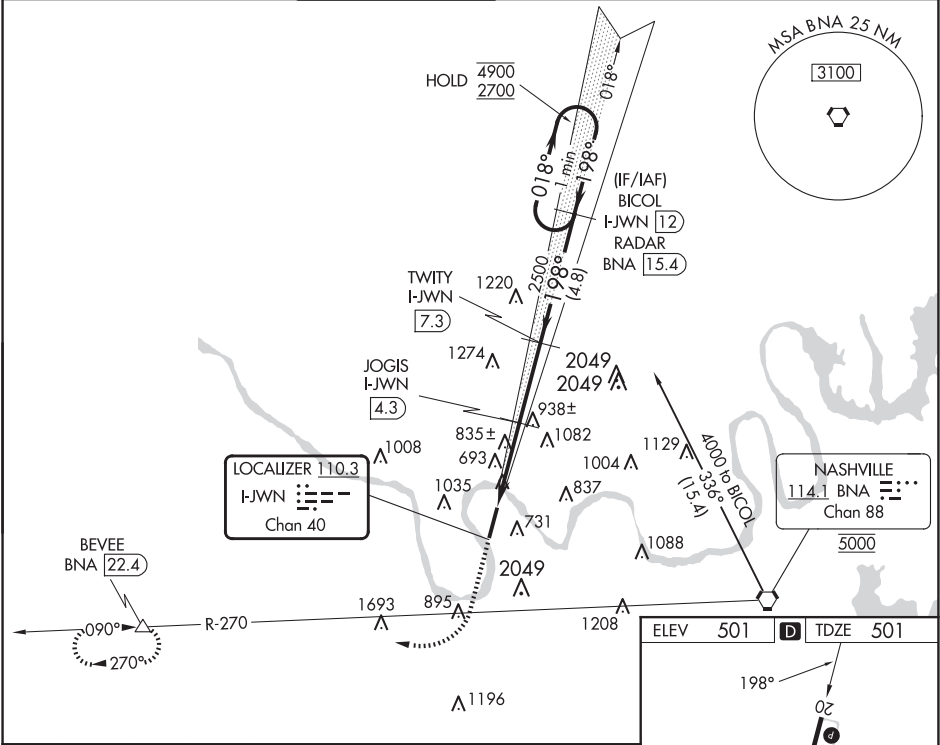 MSA BNA 25 NM
3100
HOLD
4900
2700
018°
018°
1 min
198°
(IF/IAF)
BICOL
I-JWN 12
RADAR
BNA 15.4
2500
198°
(4.8)
TWITY
I-JWN
7.3
1220
1274
2049
2049
JOGIS
I-JWN
4.3
938±
835±
1082
1008
693
1004
1129
4000 to BICOL
336°
(15.4)
LOCALIZER 110.3
I-JWN
Chan 40
1035
837
731
NASHVILLE
114.1 BNA
Chan 88
5000
1088
BEVEE
BNA 22.4
2049
1693
895
1208
090°
R-270
270°
1196
ELEV 501 D TDZE 501
198°
20
P